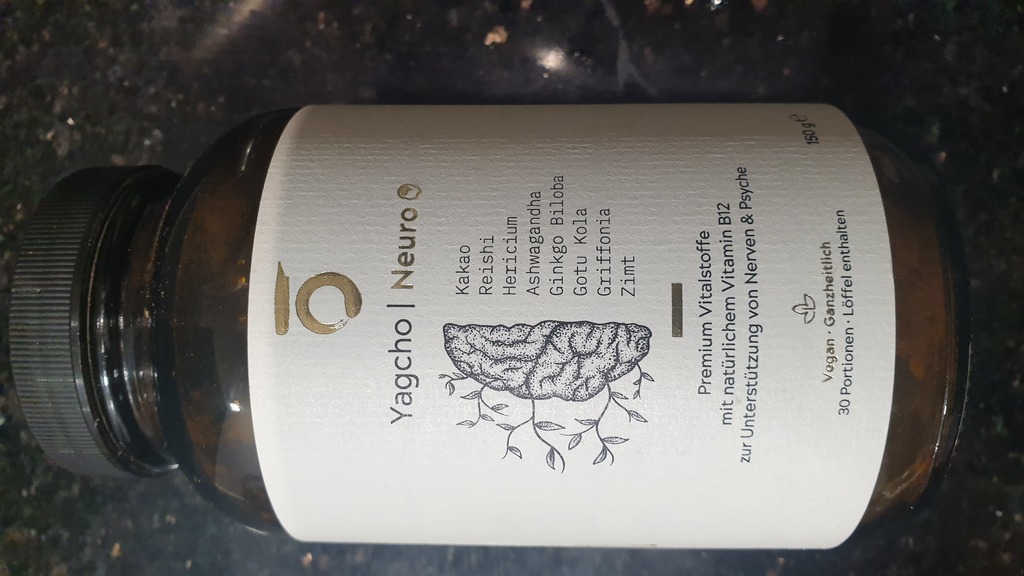 Yagcho | Neuro
Kakao
Reishi
Hericium
Ashwagandha
Ginkgo Biloba
Gotu Kola
Griffonia
Zimt
Premium Vitalstoffe
mit natürlichem Vitamin B12
zur Unterstützung von Nerven & Psyche
Vegan · Ganzheitlich
30 Portionen · Löffel enthalten
150 g ℮